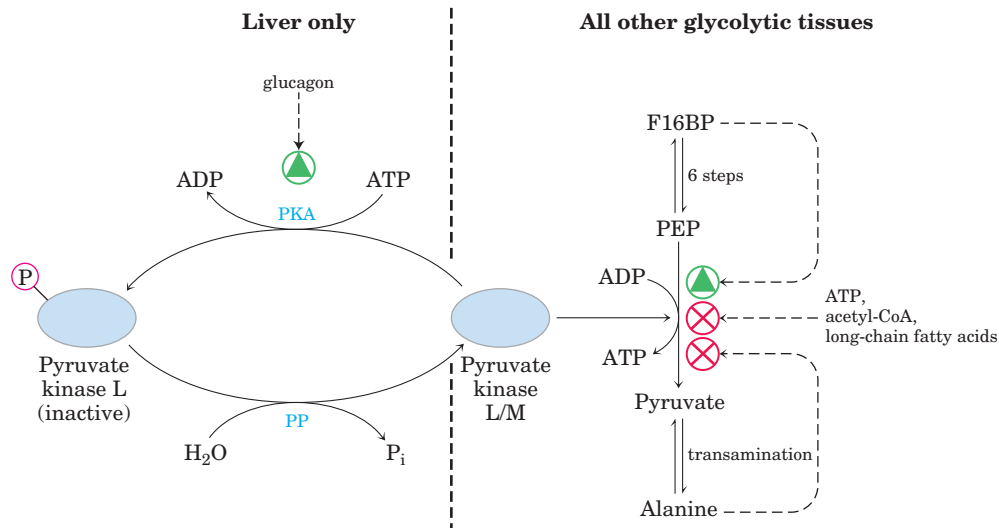 Liver only
All other glycolytic tissues
glucagon
ADP
ATP
PKA
P
Pyruvate
kinase L
(inactive)
Pyruvate
kinase
L/M
PP
H₂O
Pᵢ
F16BP
6 steps
PEP
ADP
ATP
ATP,
acetyl-CoA,
long-chain fatty acids
Pyruvate
transamination
Alanine